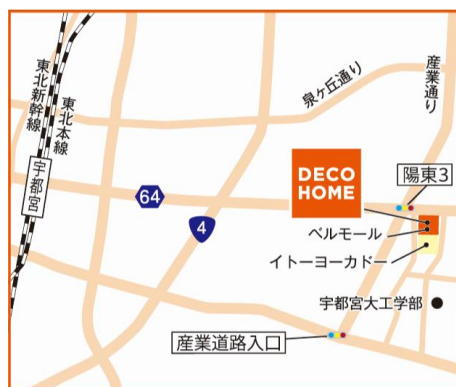 産業通り
泉ヶ丘通り
東北新幹線
東北本線
宇都宮
64
4
DECO
HOME
陽東3
ベルモール
イトーヨーカドー
宇都宮大工学部
産業道路入口